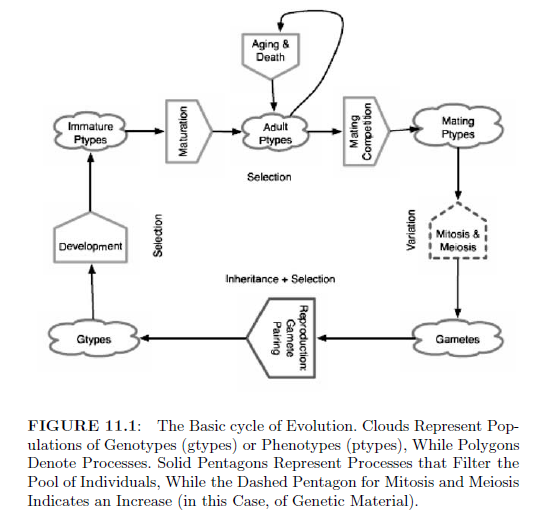 Aging &
Death
Immature
Ptypes
Maturation
Adult
Ptypes
Mating
Competition
Mating
Ptypes
Selection
Development
Selection
Variation
Mitosis &
Meiosis
Inheritance + Selection
Gtypes
Reproduction:
Gamete
Pairing
Gametes
FIGURE 11.1: The Basic cycle of Evolution. Clouds Represent Pop-
ulations of Genotypes (gtypes) or Phenotypes (ptypes), While Polygons
Denote Processes. Solid Pentagons Represent Processes that Filter the
Pool of Individuals, While the Dashed Pentagon for Mitosis and Meiosis
Indicates an Increase (in this Case, of Genetic Material).